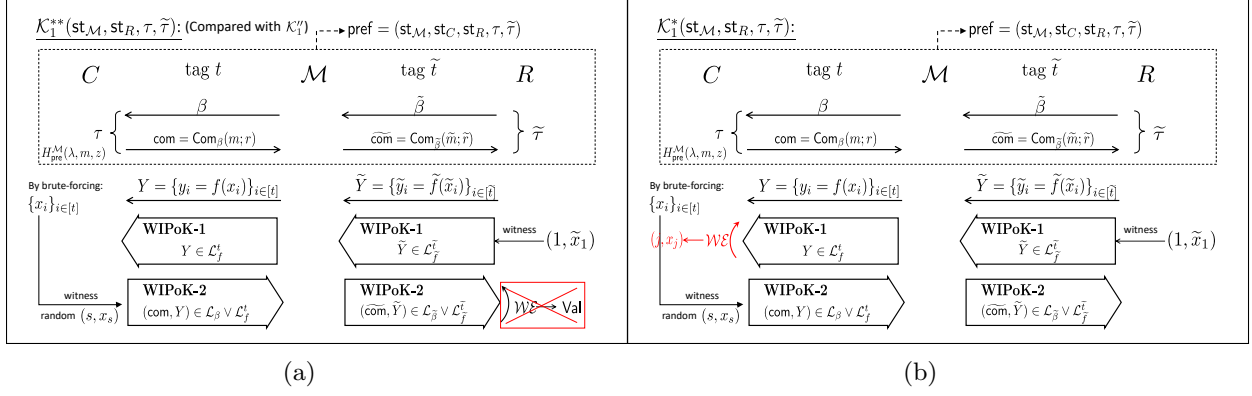 𝒦₁**(st_ℳ, st_R, τ, τ̃): (Compared with 𝒦₁″) pref = (st_ℳ, st_C, st_R, τ, τ̃)
C tag t ℳ tag t̃ R
β β̃
τ com = Com_β(m; r) c͠om = Com_β̃(m̃; r̃) τ̃
H^ℳ_pre(λ, m, z)
By brute-forcing: Y = {y_i = f(x_i)}_{i∈[t]} Ỹ = {ỹ_i = f̃(x̃_i)}_{i∈[t̃]}
{x_i}_{i∈[t]}
WIPoK-1 WIPoK-1 witness
Y ∈ ℒ_f^t Ỹ ∈ ℒ_f̃^t̃ (1, x̃₁)
witness WIPoK-2 WIPoK-2
random (s, x_s) (com, Y) ∈ ℒ_β ∨ ℒ_f^t (c͠om, Ỹ) ∈ ℒ_β̃ ∨ ℒ_f̃^t̃ 𝒲ℰ Val
(a)
𝒦₁*(st_ℳ, st_R, τ, τ̃): pref = (st_ℳ, st_C, st_R, τ, τ̃)
C tag t ℳ tag t̃ R
β β̃
τ com = Com_β(m; r) c͠om = Com_β̃(m̃; r̃) τ̃
H^ℳ_pre(λ, m, z)
By brute-forcing: Y = {y_i = f(x_i)}_{i∈[t]} Ỹ = {ỹ_i = f̃(x̃_i)}_{i∈[t̃]}
{x_i}_{i∈[t]}
WIPoK-1 WIPoK-1 witness
(j, x_j) 𝒲ℰ Y ∈ ℒ_f^t Ỹ ∈ ℒ_f̃^t̃ (1, x̃₁)
witness WIPoK-2 WIPoK-2
random (s, x_s) (com, Y) ∈ ℒ_β ∨ ℒ_f^t (c͠om, Ỹ) ∈ ℒ_β̃ ∨ ℒ_f̃^t̃
(b)